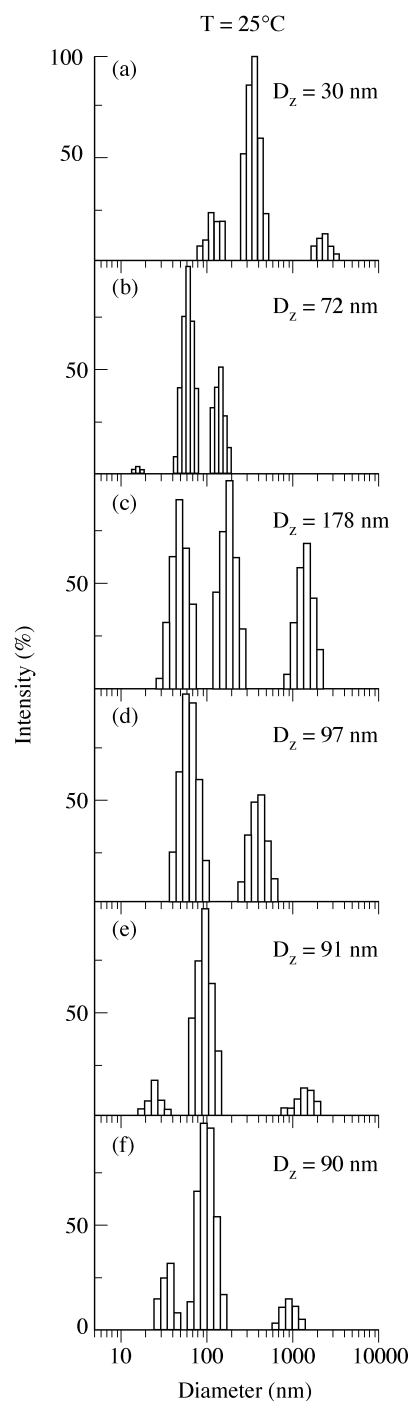 T = 25°C
100
(a)
D_z = 30 nm
50
(b)
D_z = 72 nm
50
(c)
D_z = 178 nm
50
Intensity (%)
(d)
D_z = 97 nm
50
(e)
D_z = 91 nm
50
(f)
D_z = 90 nm
50
0
10 100 1000 10000
Diameter (nm)